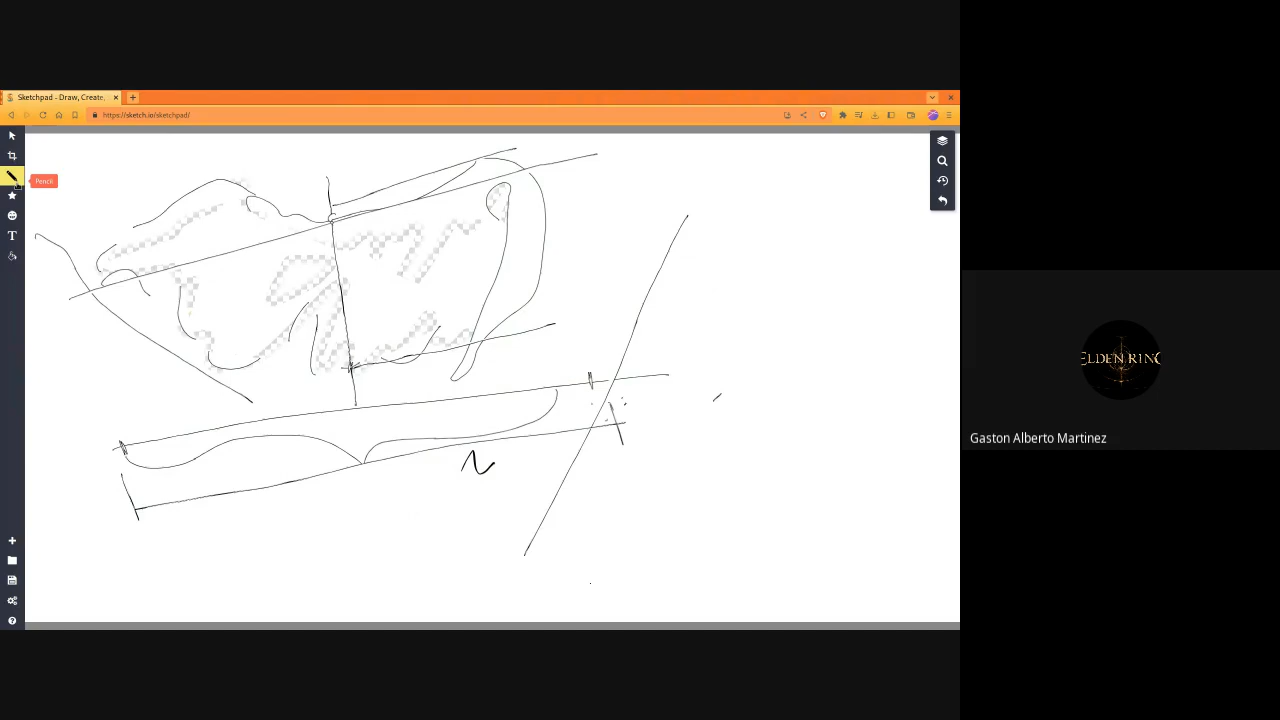 Sketchpad - Draw, Create,
https://sketch.io/sketchpad/
Pencil
T
ELDEN RING
Gaston Alberto Martinez